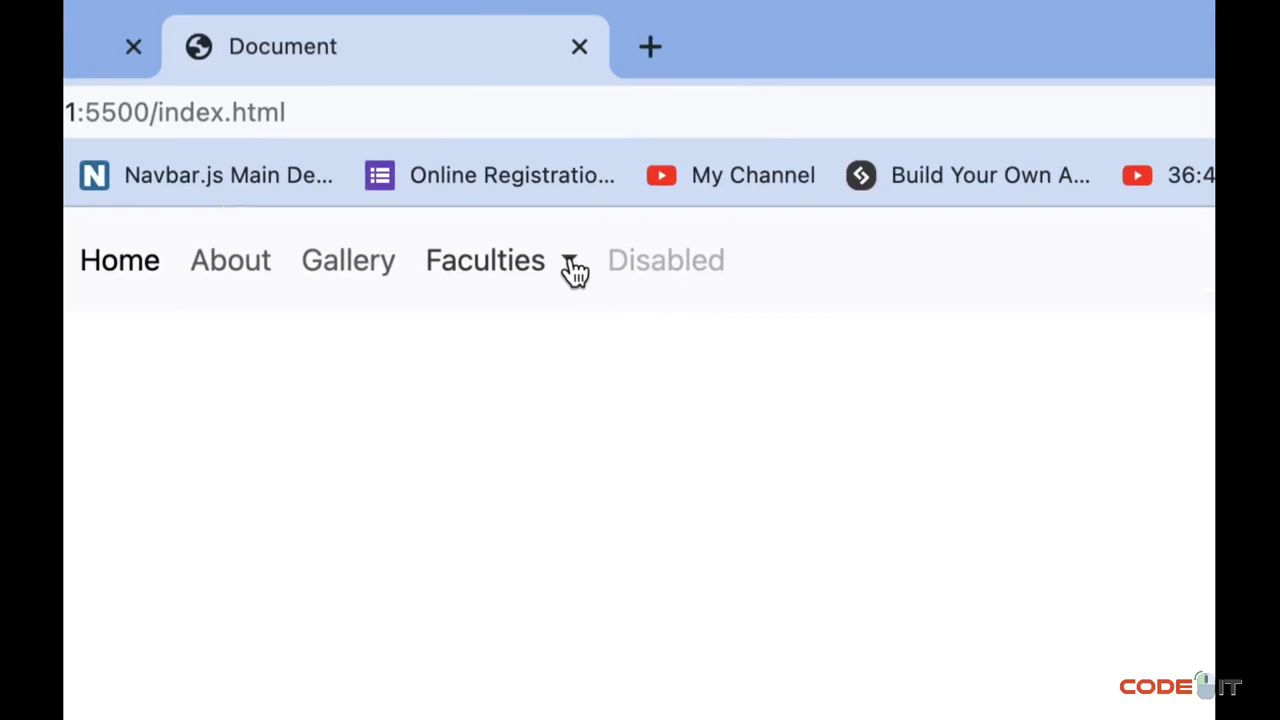 Document
1:5500/index.html
Navbar.js Main De... Online Registratio... My Channel Build Your Own A... 36:4
Home About Gallery Faculties Disabled
CODE IT